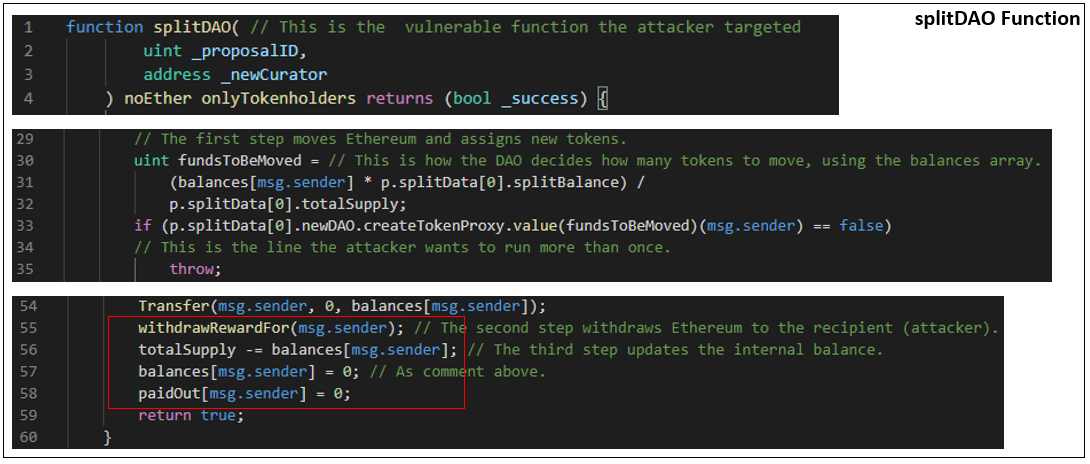 splitDAO Function
1 function splitDAO( // This is the  vulnerable function the attacker targeted
2 uint _proposalID,
3 address _newCurator
4 ) noEther onlyTokenholders returns (bool _success) {
29 // The first step moves Ethereum and assigns new tokens.
30 uint fundsToBeMoved = // This is how the DAO decides how many tokens to move, using the balances array.
31 (balances[msg.sender] * p.splitData[0].splitBalance) /
32 p.splitData[0].totalSupply;
33 if (p.splitData[0].newDAO.createTokenProxy.value(fundsToBeMoved)(msg.sender) == false)
34 // This is the line the attacker wants to run more than once.
35 throw;
54 Transfer(msg.sender, 0, balances[msg.sender]);
55 withdrawRewardFor(msg.sender); // The second step withdraws Ethereum to the recipient (attacker).
56 totalSupply -= balances[msg.sender]; // The third step updates the internal balance.
57 balances[msg.sender] = 0; // As comment above.
58 paidOut[msg.sender] = 0;
59 return true;
60 }